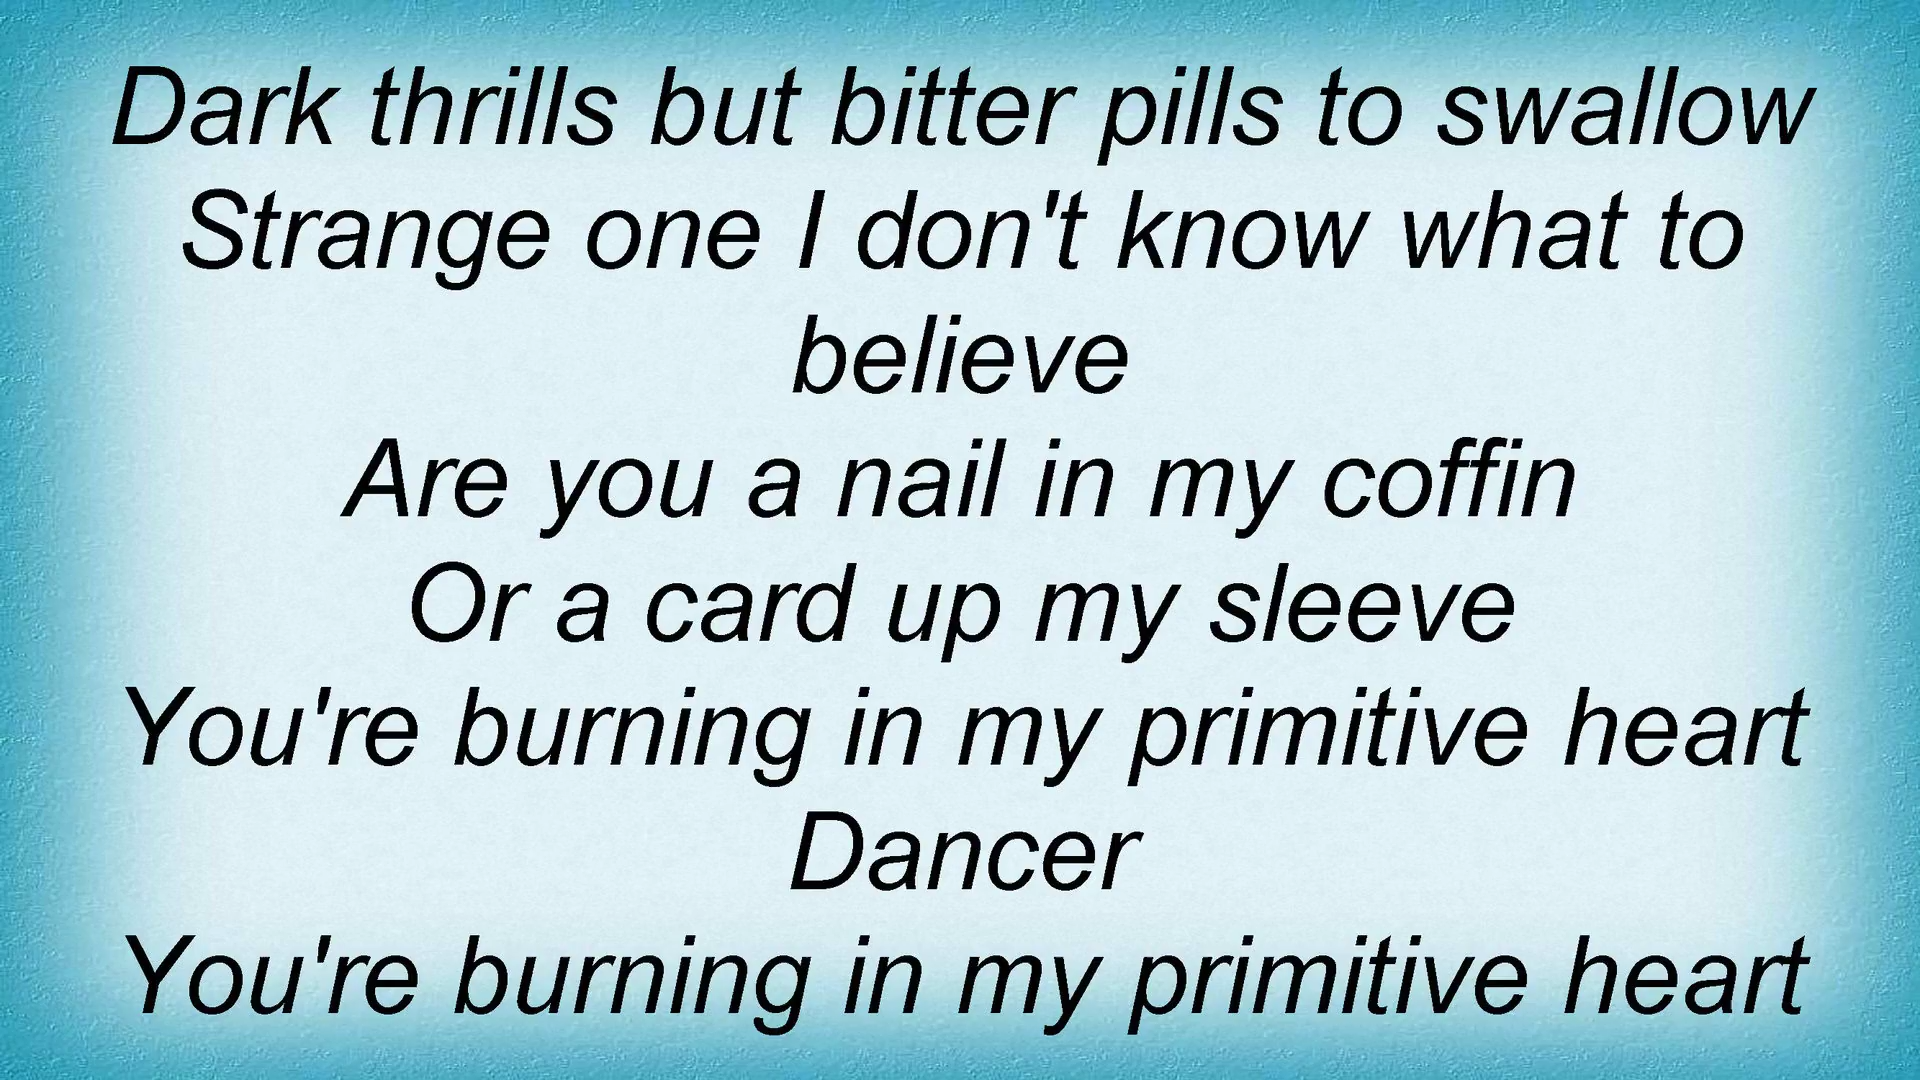 Dark thrills but bitter pills to swallow
Strange one I don't know what to
believe
Are you a nail in my coffin
Or a card up my sleeve
You're burning in my primitive heart
Dancer
You're burning in my primitive heart